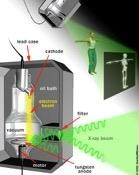 lead case
cathode
oil bath
electron
beam
filter
X-ray beam
vacuum
motor
tungsten
anode